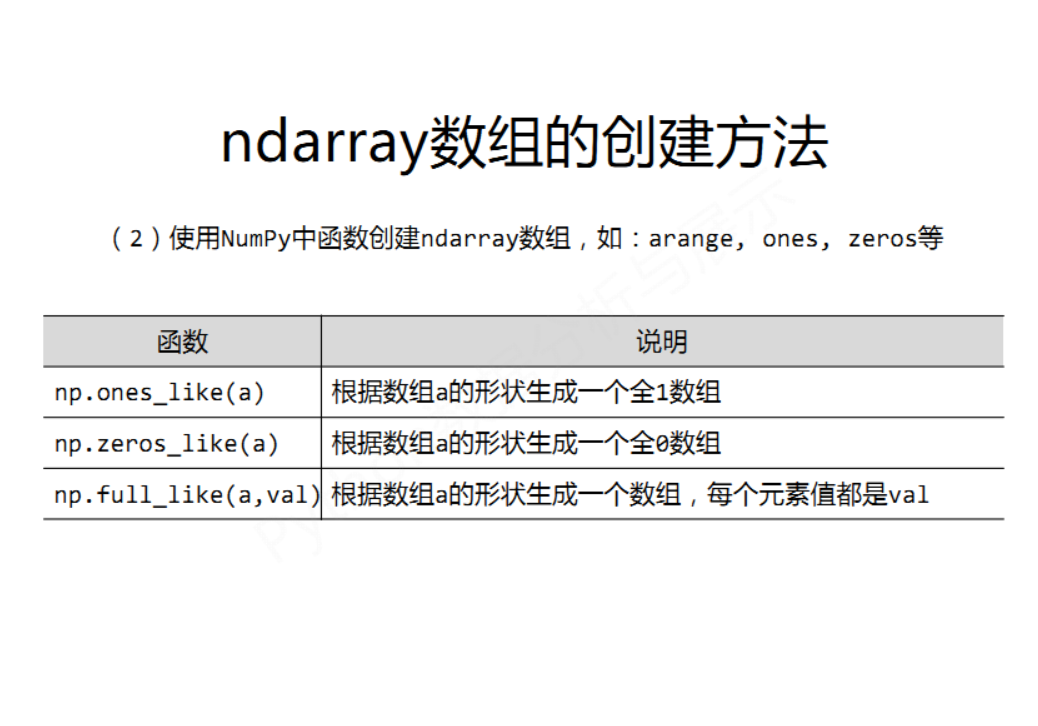 ndarray数组的创建方法
（2）使用NumPy中函数创建ndarray数组，如：arange, ones, zeros等
函数 说明
np.ones_like(a) 根据数组a的形状生成一个全1数组
np.zeros_like(a) 根据数组a的形状生成一个全0数组
np.full_like(a,val) 根据数组a的形状生成一个数组，每个元素值都是val